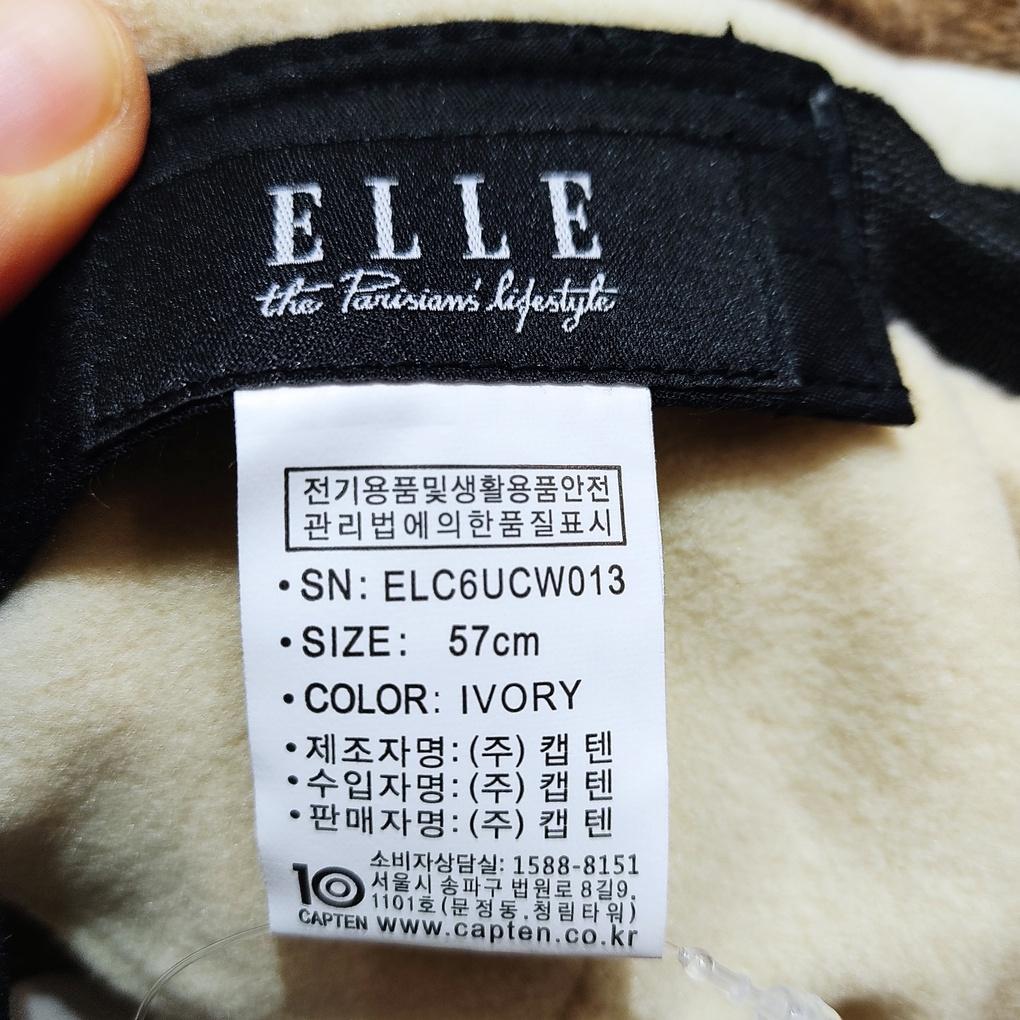 ELLE
the Parisians' lifestyle
전기용품및생활용품안전
관리법에의한품질표시
•SN: ELC6UCW013
•SIZE: 57cm
•COLOR: IVORY
•제조자명:(주) 캡 텐
•수입자명:(주) 캡 텐
•판매자명:(주) 캡 텐
소비자상담실: 1588-8151
서울시 송파구 법원로 8길9.
1101호(문정동.청림타워)
10
CAPTEN www.capten.co.kr